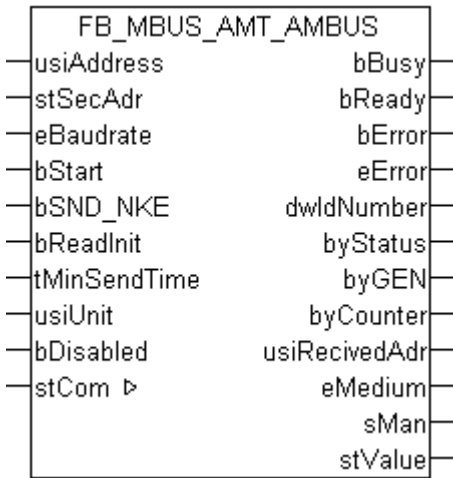 FB_MBUS_AMT_AMBUS
usiAddress bBusy
stSecAdr bReady
eBaudrate bError
bStart eError
bSND_NKE dwIdNumber
bReadInit byStatus
tMinSendTime byGEN
usiUnit byCounter
bDisabled usiRecivedAdr
stCom ▷ eMedium
sMan
stValue